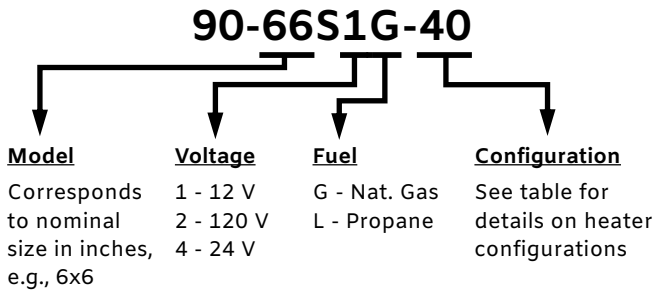 90-66S1G-40
Model
Corresponds
to nominal
size in inches,
e.g., 6x6
Voltage
1 - 12 V
2 - 120 V
4 - 24 V
Fuel
G - Nat. Gas
L - Propane
Configuration
See table for
details on heater
configurations